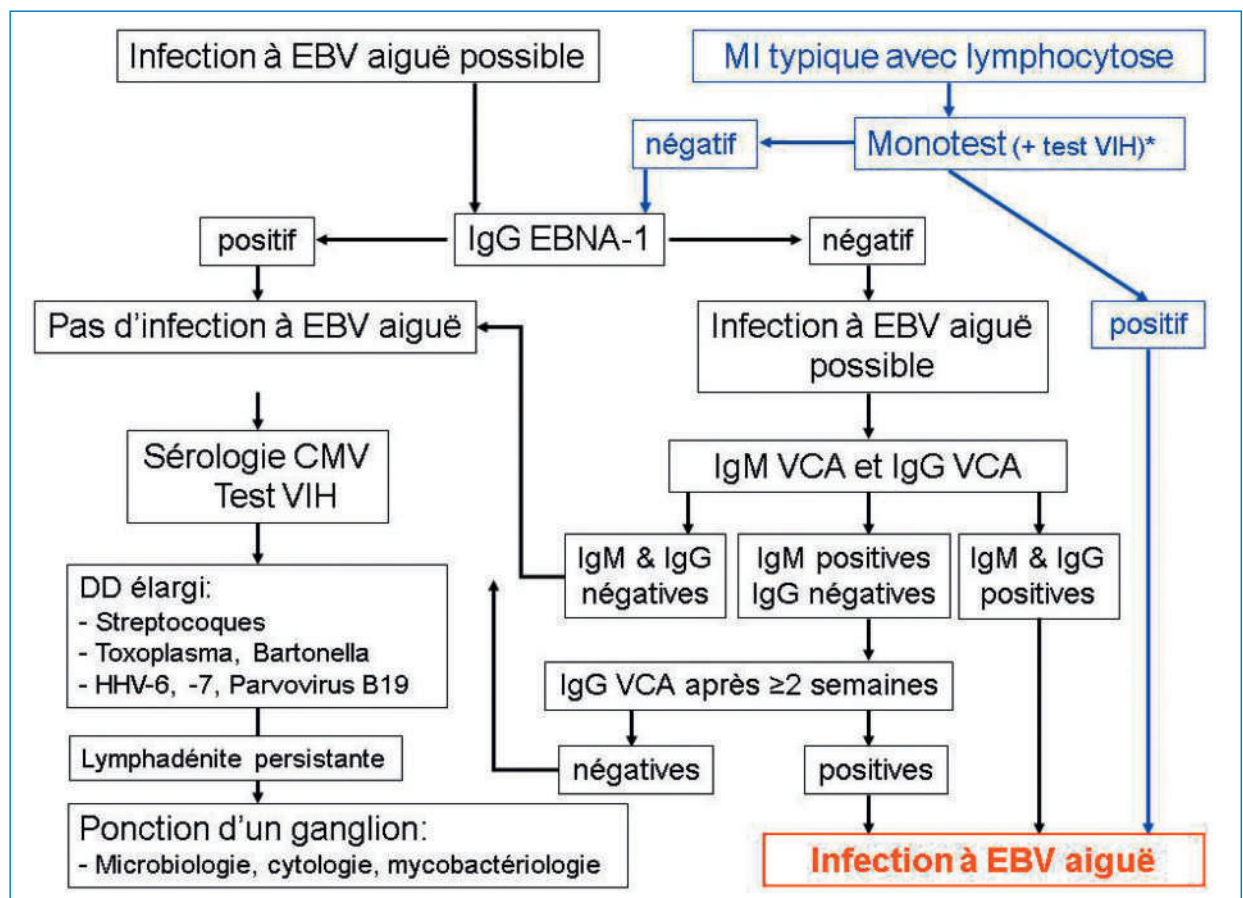 Infection à EBV aiguë possible
MI typique avec lymphocytose
négatif
Monotest (+ test VIH)*
positif
IgG EBNA-1
négatif
Pas d'infection à EBV aiguë
Infection à EBV aiguë
possible
positif
Sérologie CMV
Test VIH
IgM VCA et IgG VCA
IgM & IgG
négatives
IgM positives
IgG négatives
IgM & IgG
positives
DD élargi:
- Streptocoques
- Toxoplasma, Bartonella
- HHV-6, -7, Parvovirus B19
IgG VCA après ≥2 semaines
Lymphadénite persistante
négatives
positives
Ponction d'un ganglion:
- Microbiologie, cytologie, mycobactériologie
Infection à EBV aiguë